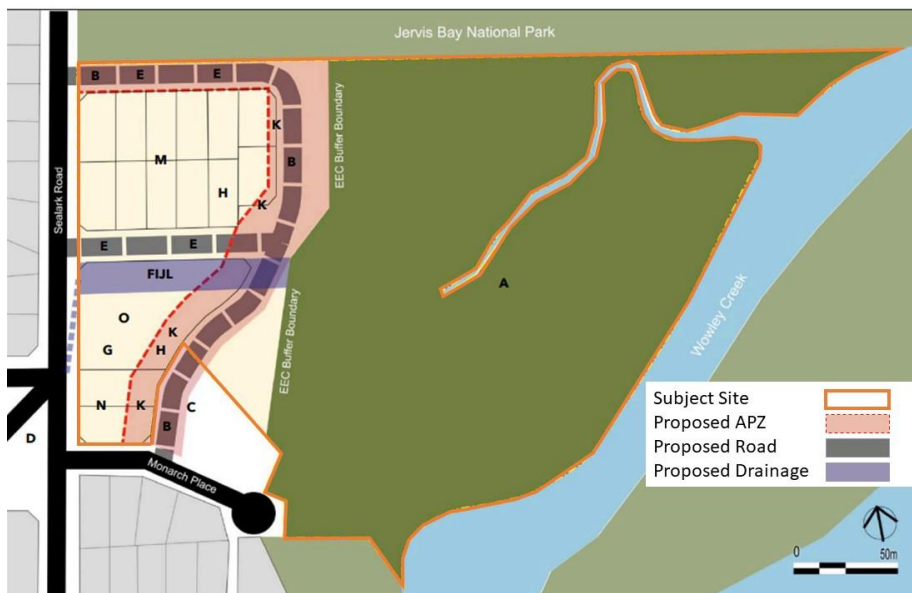 Jervis Bay National Park
B E E
K
M
B
H
K
Sealark Road
EEC Buffer Boundary
E E
FIJL
A
O
K
G H
EEC Buffer Boundary
N K C
B
D
Monarch Place
Wowley Creek
Subject Site
Proposed APZ
Proposed Road
Proposed Drainage
0 50m